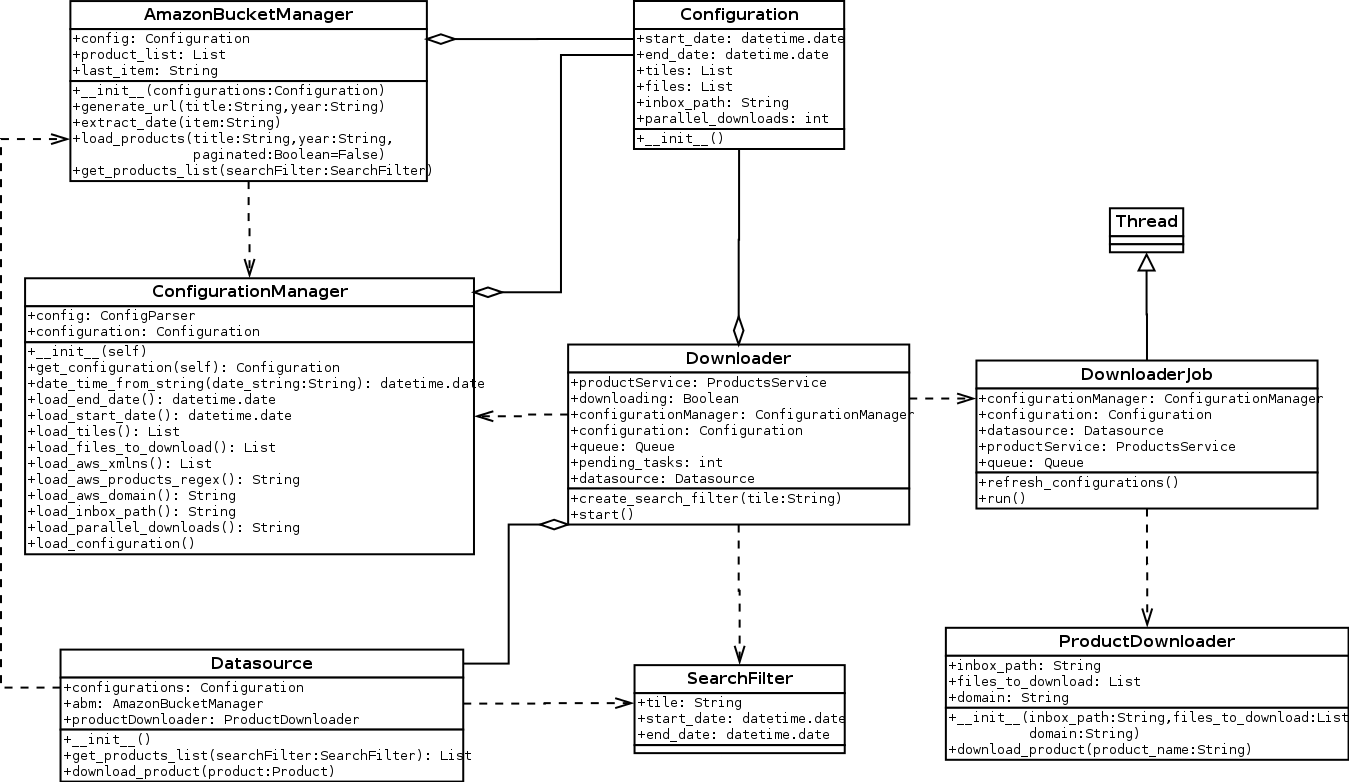 AmazonBucketManager
+config: Configuration
+product_list: List
+last_item: String
+__init__(configurations:Configuration)
+generate_url(title:String,year:String)
+extract_date(item:String)
+load_products(title:String,year:String,
paginated:Boolean=False)
+get_products_list(searchFilter:SearchFilter)
Configuration
+start_date: datetime.date
+end_date: datetime.date
+tiles: List
+files: List
+inbox_path: String
+parallel_downloads: int
+__init__()
Thread
ConfigurationManager
+config: ConfigParser
+configuration: Configuration
+__init__(self)
+get_configuration(self): Configuration
+date_time_from_string(date_string:String): datetime.date
+load_end_date(): datetime.date
+load_start_date(): datetime.date
+load_tiles(): List
+load_files_to_download(): List
+load_aws_xmlns(): List
+load_aws_products_regex(): String
+load_aws_domain(): String
+load_inbox_path(): String
+load_parallel_downloads(): String
+load_configuration()
Downloader
+productService: ProductsService
+downloading: Boolean
+configurationManager: ConfigurationManager
+configuration: Configuration
+queue: Queue
+pending_tasks: int
+datasource: Datasource
+create_search_filter(tile:String)
+start()
DownloaderJob
+configurationManager: ConfigurationManager
+configuration: Configuration
+datasource: Datasource
+productService: ProductsService
+queue: Queue
+refresh_configurations()
+run()
Datasource
+configurations: Configuration
+abm: AmazonBucketManager
+productDownloader: ProductDownloader
+__init__()
+get_products_list(searchFilter:SearchFilter): List
+download_product(product:Product)
SearchFilter
+tile: String
+start_date: datetime.date
+end_date: datetime.date
ProductDownloader
+inbox_path: String
+files_to_download: List
+domain: String
+__init__(inbox_path:String,files_to_download:List
domain:String)
+download_product(product_name:String)